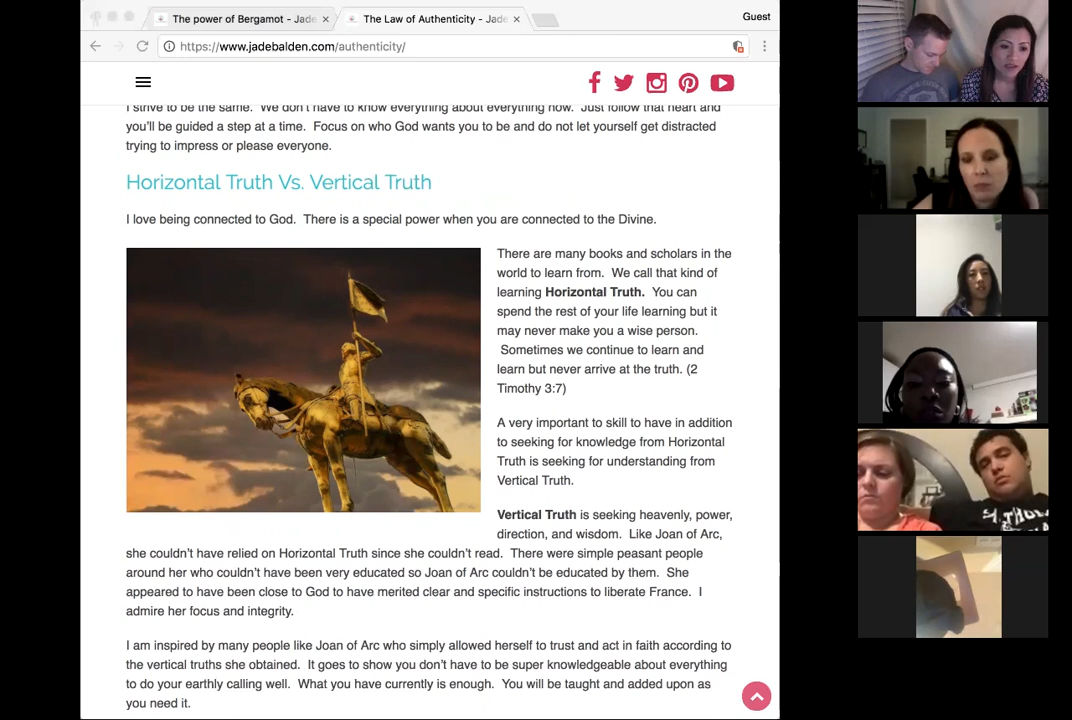 The power of Bergamot - Jade
The Law of Authenticity - Jade
Guest
https://www.jadebalden.com/authenticity/
I strive to be the same. We don't have to know everything about everything now. Just follow that heart and
you'll be guided a step at a time. Focus on who God wants you to be and do not let yourself get distracted
trying to impress or please everyone.
Horizontal Truth Vs. Vertical Truth
I love being connected to God. There is a special power when you are connected to the Divine.
There are many books and scholars in the
world to learn from. We call that kind of
learning Horizontal Truth. You can
spend the rest of your life learning but it
may never make you a wise person.
Sometimes we continue to learn and
learn but never arrive at the truth. (2
Timothy 3:7)
A very important to skill to have in addition
to seeking for knowledge from Horizontal
Truth is seeking for understanding from
Vertical Truth.
Vertical Truth is seeking heavenly, power,
direction, and wisdom. Like Joan of Arc,
she couldn't have relied on Horizontal Truth since she couldn't read. There were simple peasant people
around her who couldn't have been very educated so Joan of Arc couldn't be educated by them. She
appeared to have been close to God to have merited clear and specific instructions to liberate France. I
admire her focus and integrity.
I am inspired by many people like Joan of Arc who simply allowed herself to trust and act in faith according to
the vertical truths she obtained. It goes to show you don't have to be super knowledgeable about everything
to do your earthly calling well. What you have currently is enough. You will be taught and added upon as
you need it.